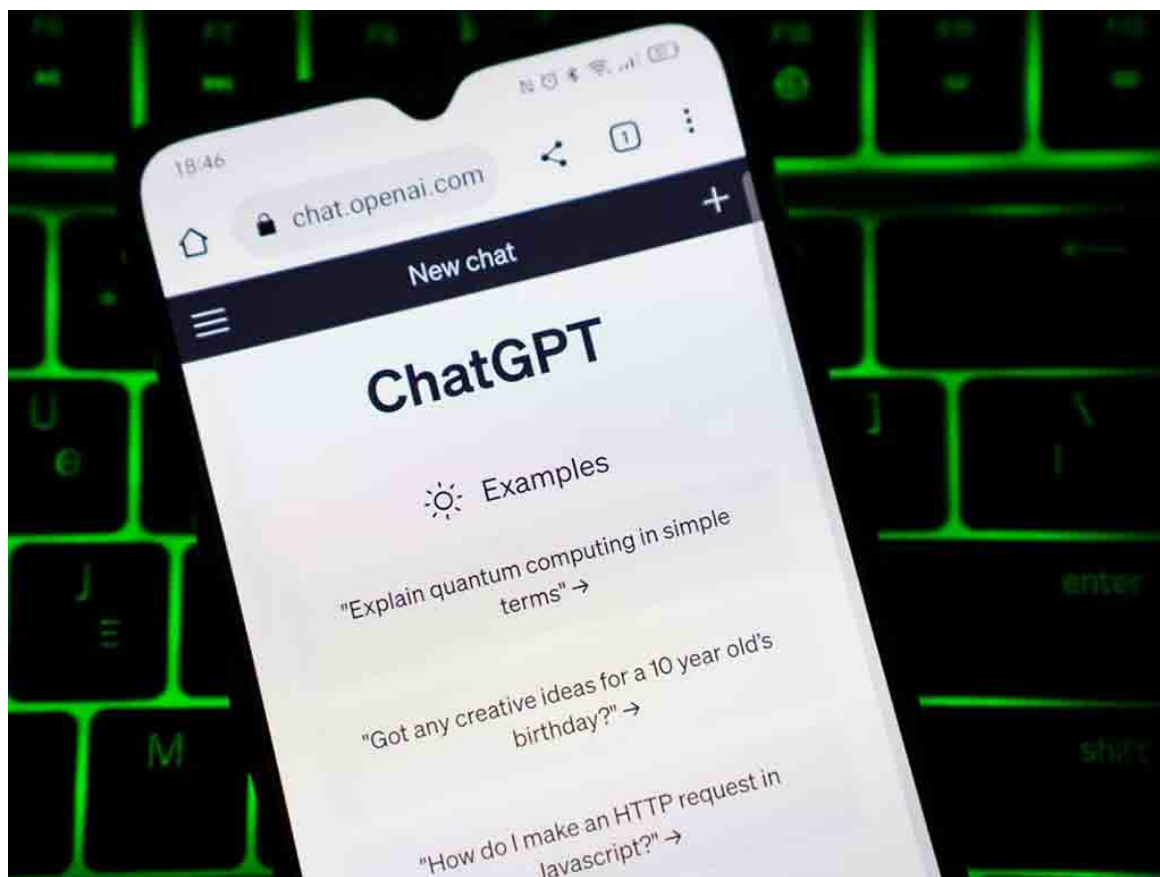 18:46
chat.openai.com
1
New chat
+
ChatGPT
Examples
"Explain quantum computing in simple
terms" →
"Got any creative ideas for a 10 year old's
birthday?" →
"How do I make an HTTP request in
Javascript?" →
U
]
\
J
enter
M
shift